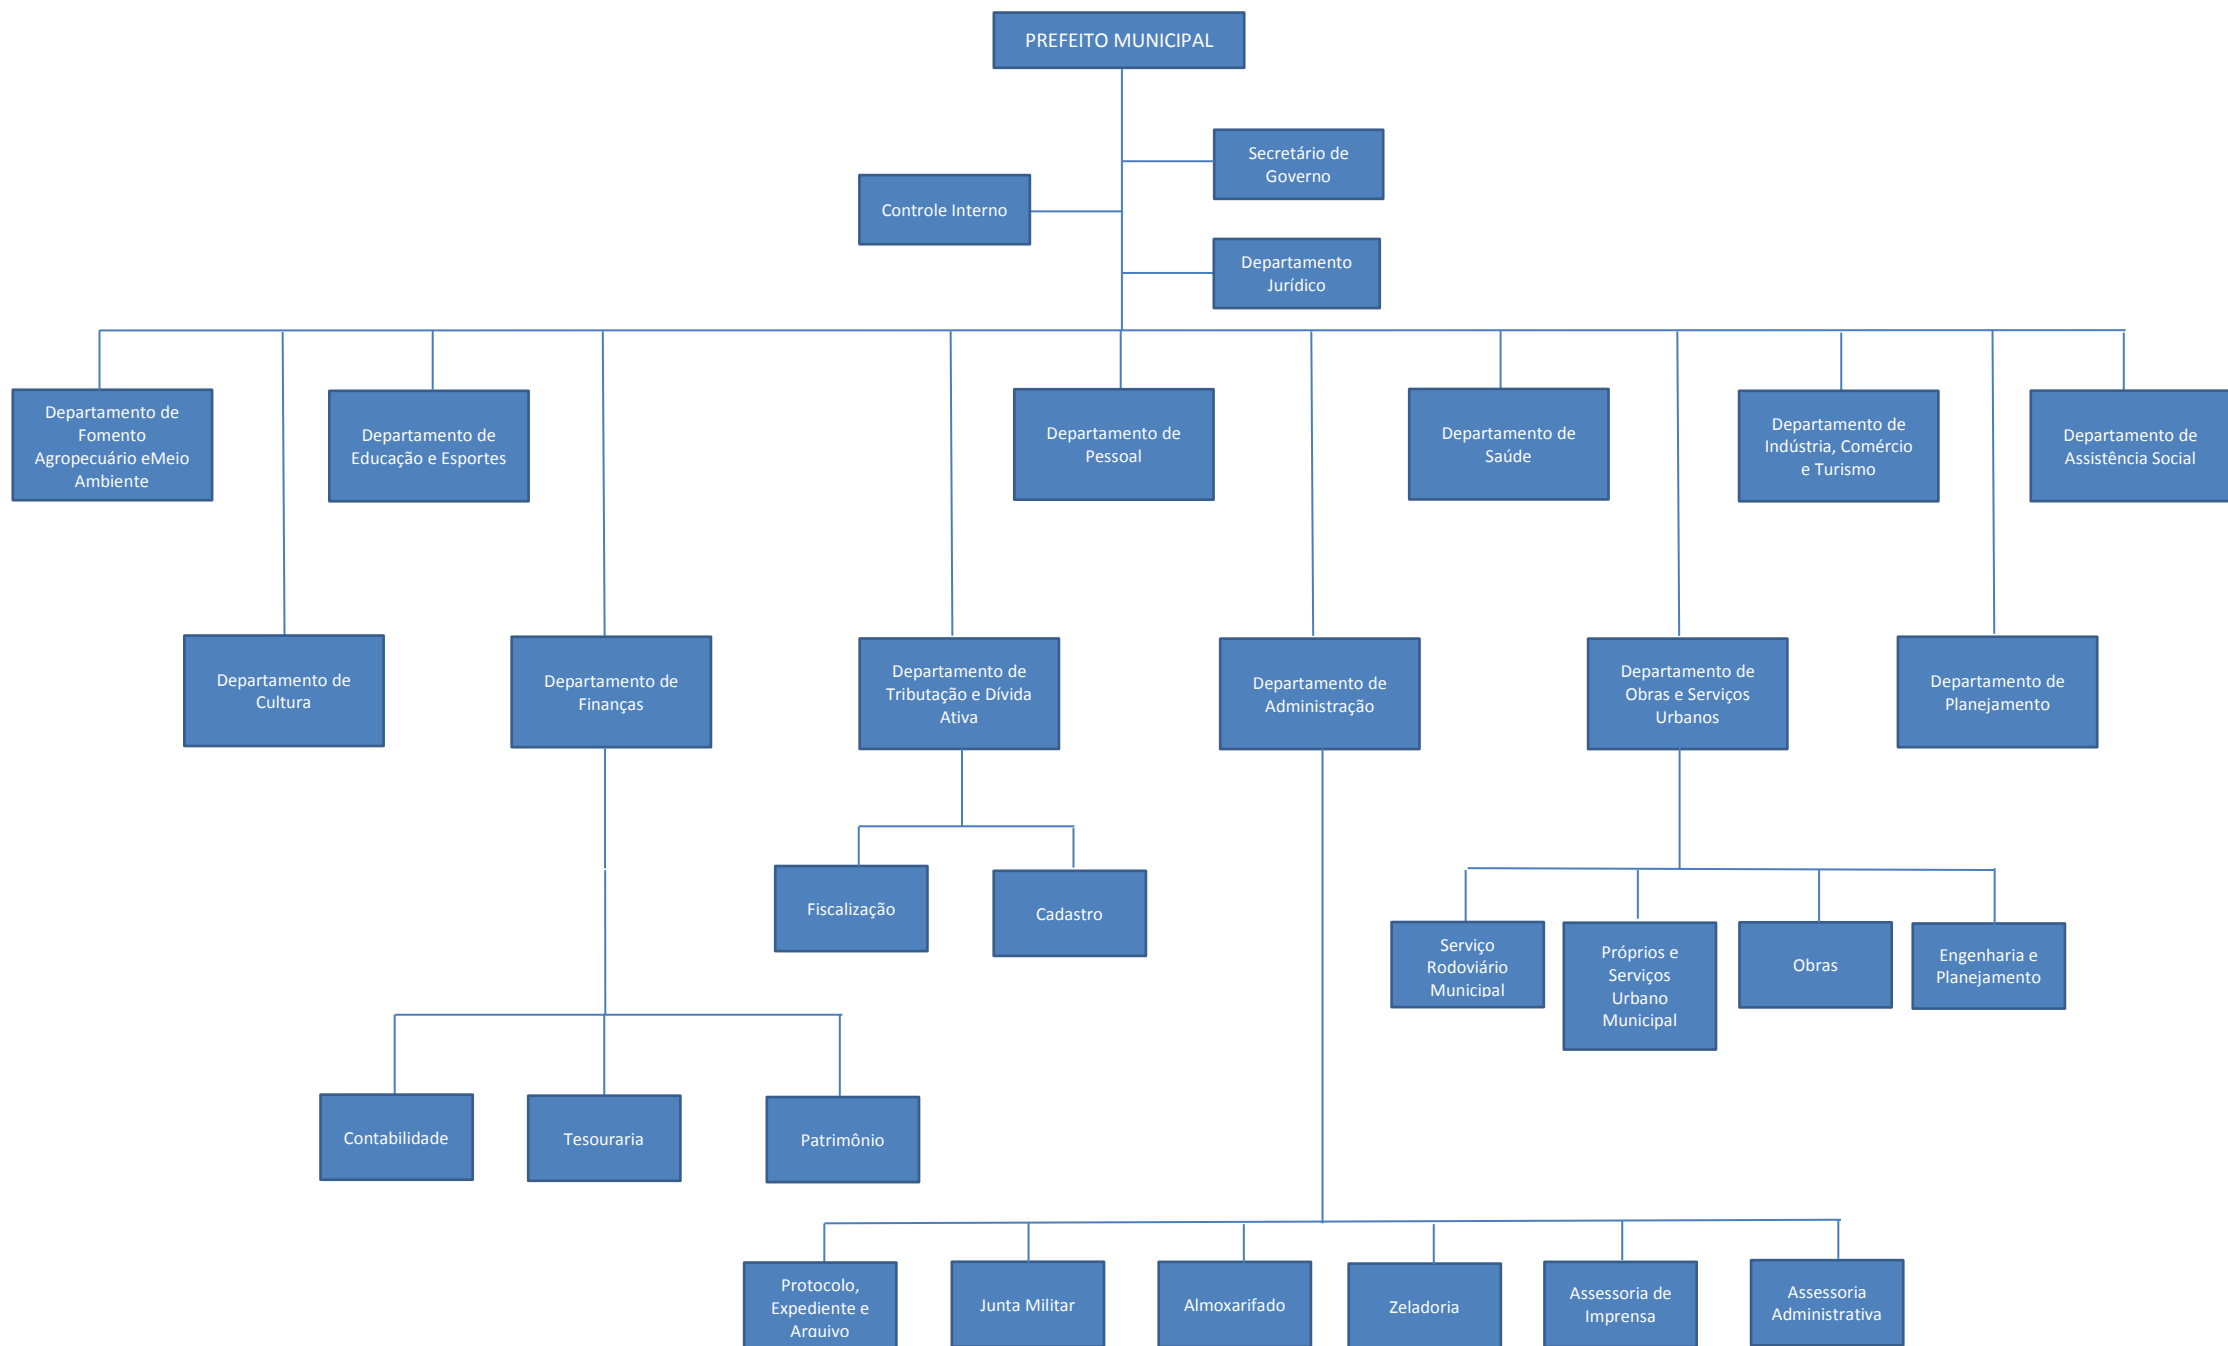 PREFEITO MUNICIPAL
Secretário de
Governo
Controle Interno
Departamento
Jurídico
Departamento de
Fomento
Agropecuário eMeio
Ambiente
Departamento de
Educação e Esportes
Departamento de
Pessoal
Departamento de
Saúde
Departamento de
Indústria, Comércio
e Turismo
Departamento de
Assistência Social
Departamento de
Cultura
Departamento de
Finanças
Departamento de
Tributação e Dívida
Ativa
Departamento de
Administração
Departamento de
Obras e Serviços
Urbanos
Departamento de
Planejamento
Fiscalização
Cadastro
Serviço
Rodoviário
Municipal
Próprios e
Serviços
Urbano
Municipal
Obras
Engenharia e
Planejamento
Contabilidade
Tesouraria
Patrimônio
Protocolo,
Expediente e
Arquivo
Junta Militar
Almoxarifado
Zeladoria
Assessoria de
Imprensa
Assessoria
Administrativa